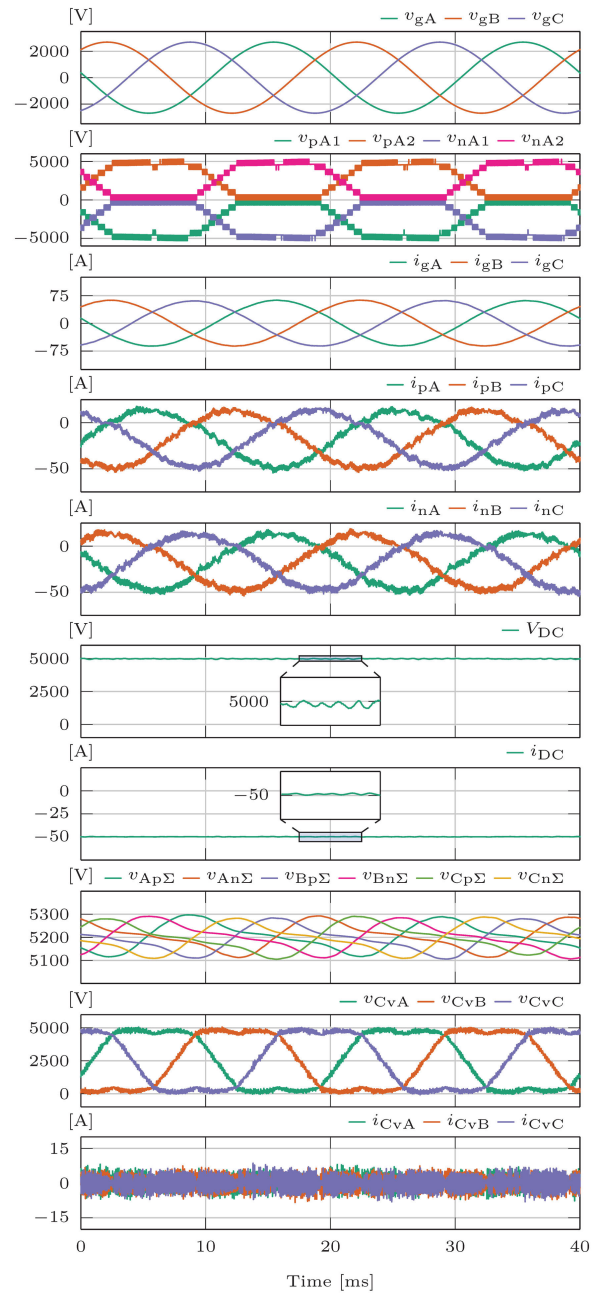 [V] v_gA v_gB v_gC
2000
0
−2000
[V] v_pA1 v_pA2 v_nA1 v_nA2
5000
0
−5000
[A] i_gA i_gB i_gC
75
0
−75
[A] i_pA i_pB i_pC
0
−50
[A] i_nA i_nB i_nC
0
−50
[V] V_DC
5000
2500
0
5000
[A] i_DC
0
−25
−50
−50
[V] v_ApΣ v_AnΣ v_BpΣ v_BnΣ v_CpΣ v_CnΣ
5300
5200
5100
[V] v_CvA v_CvB v_CvC
5000
2500
0
[A] i_CvA i_CvB i_CvC
15
0
−15
0 10 20 30 40
Time [ms]